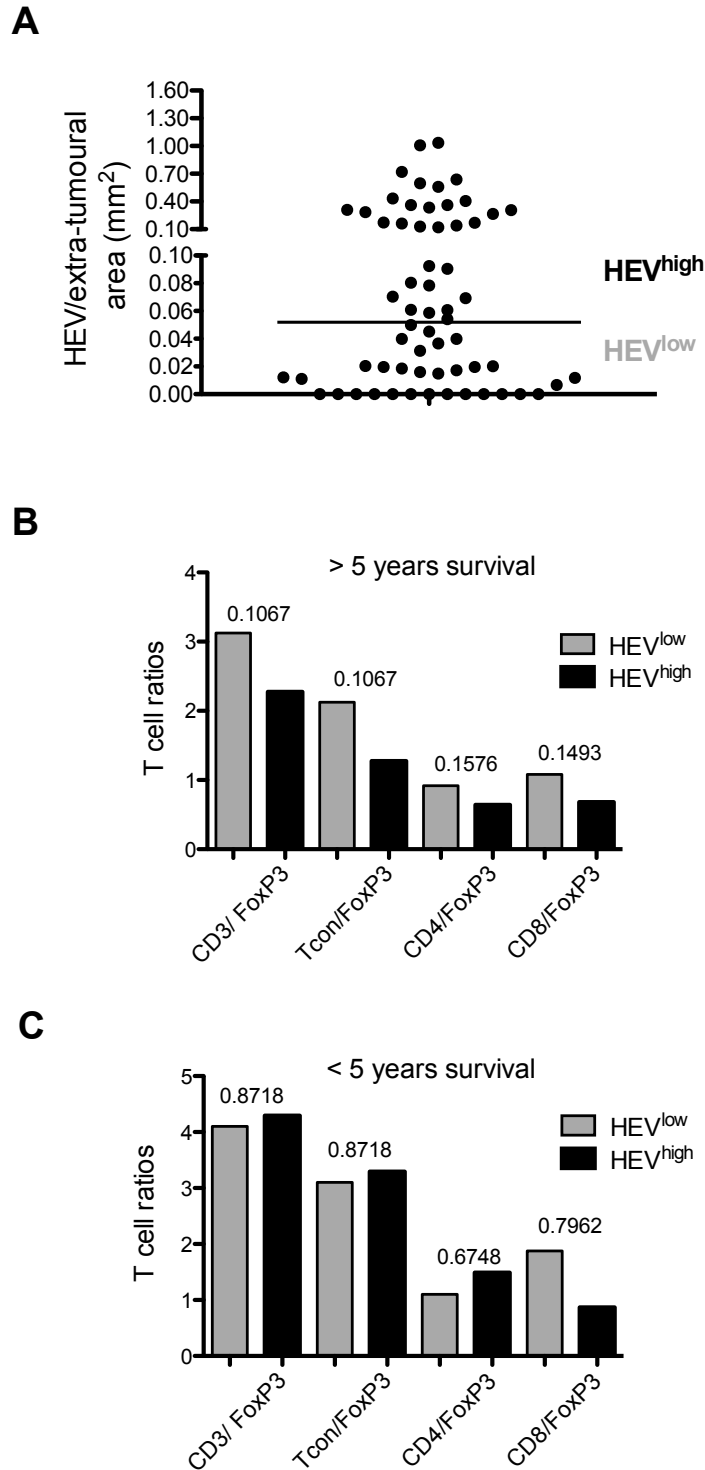 A
HEV/extra-tumoural
area (mm²)
1.60
1.30
1.00
0.70
0.40
0.10
0.10
0.08
0.06
0.04
0.02
0.00
HEVhigh
HEVlow
B
> 5 years survival
T cell ratios
4
3
2
1
0
0.1067
0.1067
0.1576
0.1493
HEVlow
HEVhigh
CD3/ FoxP3
Tcon/FoxP3
CD4/FoxP3
CD8/FoxP3
C
< 5 years survival
T cell ratios
5
4
3
2
1
0
0.8718
0.8718
0.6748
0.7962
HEVlow
HEVhigh
CD3/ FoxP3
Tcon/FoxP3
CD4/FoxP3
CD8/FoxP3